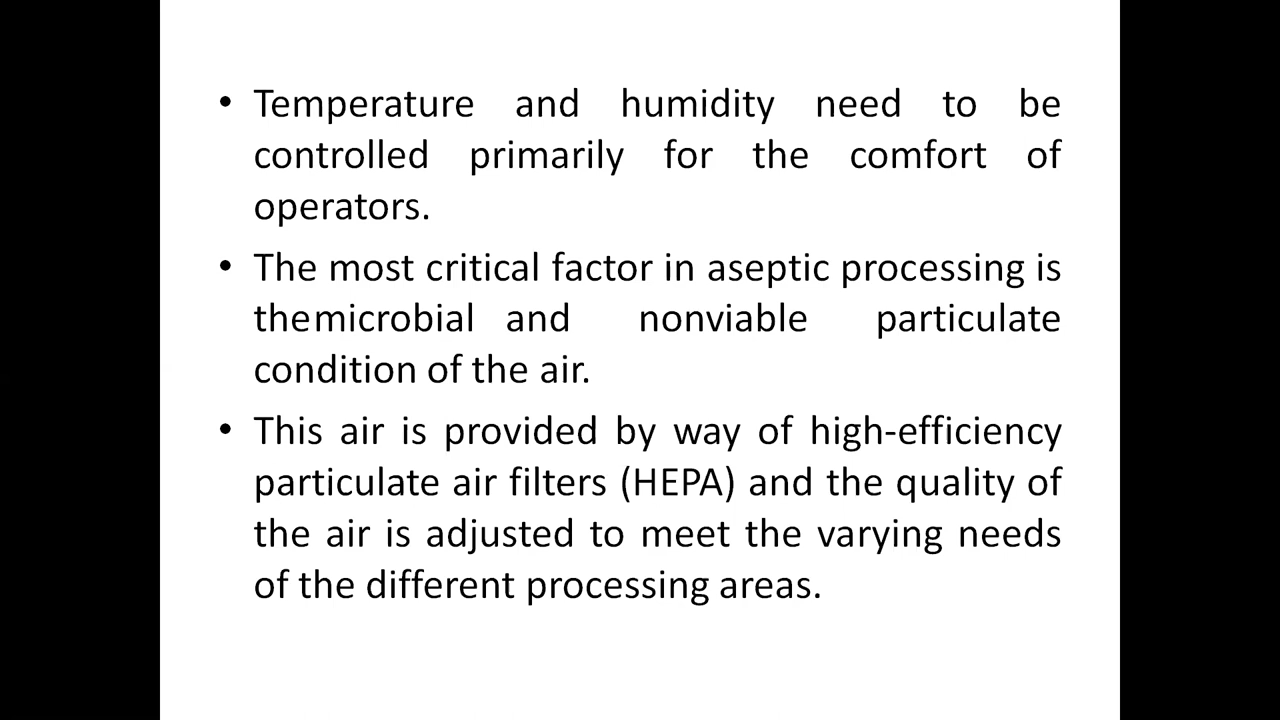 • Temperature and humidity need to be
controlled primarily for the comfort of
operators.
• The most critical factor in aseptic processing is
themicrobial and nonviable particulate
condition of the air.
• This air is provided by way of high-efficiency
particulate air filters (HEPA) and the quality of
the air is adjusted to meet the varying needs
of the different processing areas.